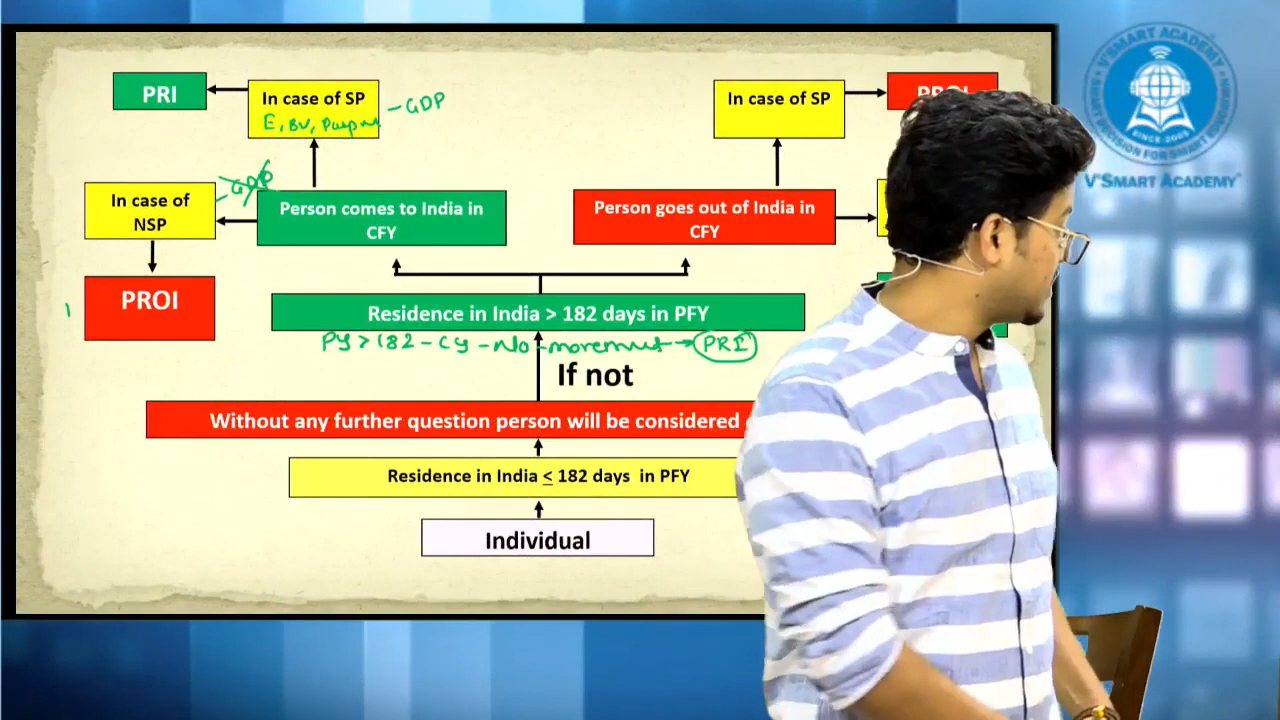 PRI
In case of SP
E, BV, Purpose
- GDP
In case of SP
In case of
NSP
- GDP
Person comes to India in
CFY
Person goes out of India in
CFY
PROI
Residence in India > 182 days in PFY
PY > 182 - CY - No - movement → PRI
If not
Without any further question person will be considered
Residence in India ≤ 182 days in PFY
Individual
V'SMART ACADEMY
SINCE 2005
V'SMART ACADEMY